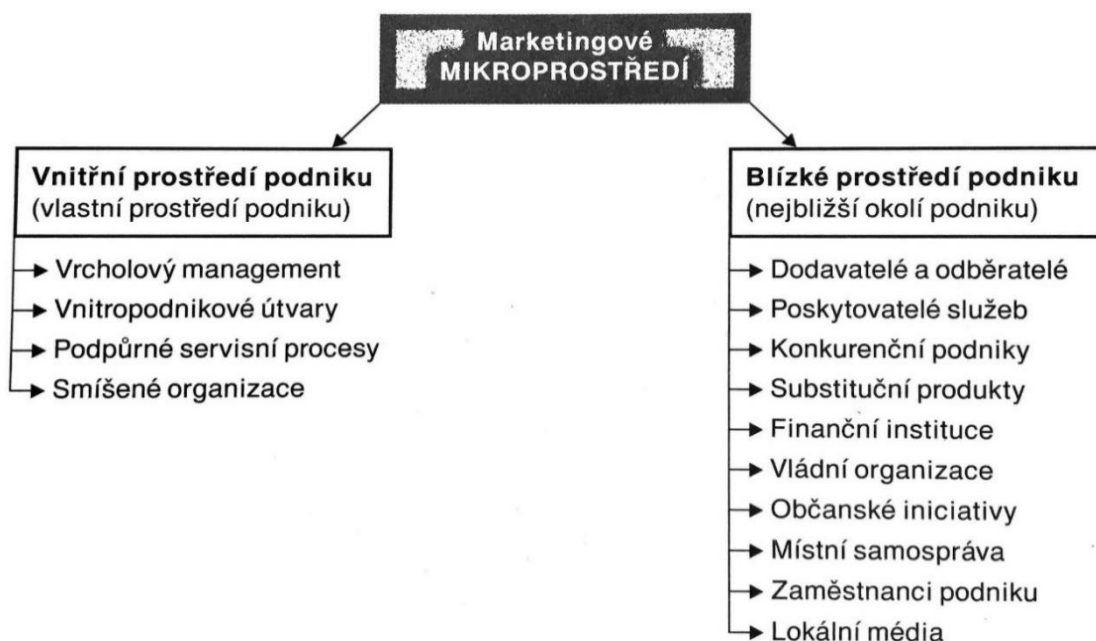 Marketingové
MIKROPROSTŘEDÍ
Vnitřní prostředí podniku
(vlastní prostředí podniku)
Vrcholový management
Vnitropodnikové útvary
Podpůrné servisní procesy
Smíšené organizace
Blízké prostředí podniku
(nejbližší okolí podniku)
Dodavatelé a odběratelé
Poskytovatelé služeb
Konkurenční podniky
Substituční produkty
Finanční instituce
Vládní organizace
Občanské iniciativy
Místní samospráva
Zaměstnanci podniku
Lokální média